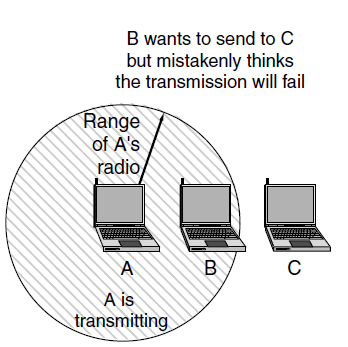 B wants to send to C
but mistakenly thinks
the transmission will fail
Range
of A's
radio
A
B
C
A is
transmitting